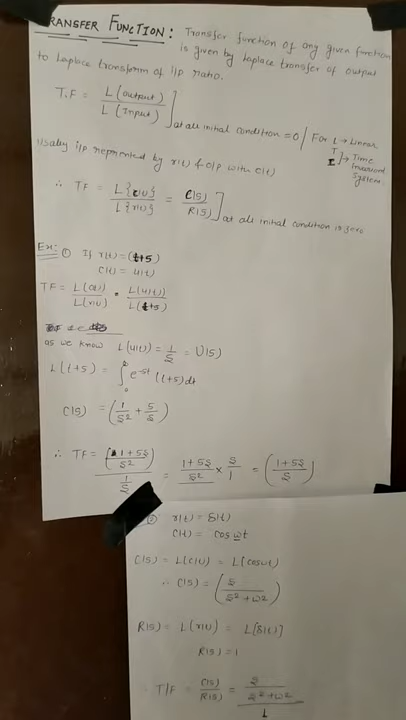 TRANSFER FUNCTION: Transfer function of any given function
is given by Laplace transfer of output
to Laplace transform of I/P ratio.
T.F = L(output) / L(Input) ] at all initial condition = 0 / For L → Linear
T I } → Time Invariant system
Usally i/p reprented by r(t) & o/p with c(t)
∴ TF = L{c(t)} / L{r(t)} = C(S) / R(S) ] at all initial condition is zero
Ex: ① If r(t) = (t+5)
C(t) = u(t)
TF = L(c(t)) / L(r(t)) = L(u(t)) / L(t+5)
as we know L(u(t)) = 1/S = U(S)
L(t+5) = ∫₀ e^-st (t+5) dt
C(S) = (1/S² + 5/S)
∴ TF = ((1+5S)/S²) / (1/S) = (1+5S)/S² × S/1 = ((1+5S)/S)
② r(t) = δ(t)
C(t) = cos ωt
C(S) = L(c(t)) = L(cosωt)
∴ C(S) = (S / (S²+ω2))
R(S) = L(r(t)) = L[δ(t)]
R(S) = 1
∴ T/F = C(S)/R(S) = (S / (S²+ω2)) / 1